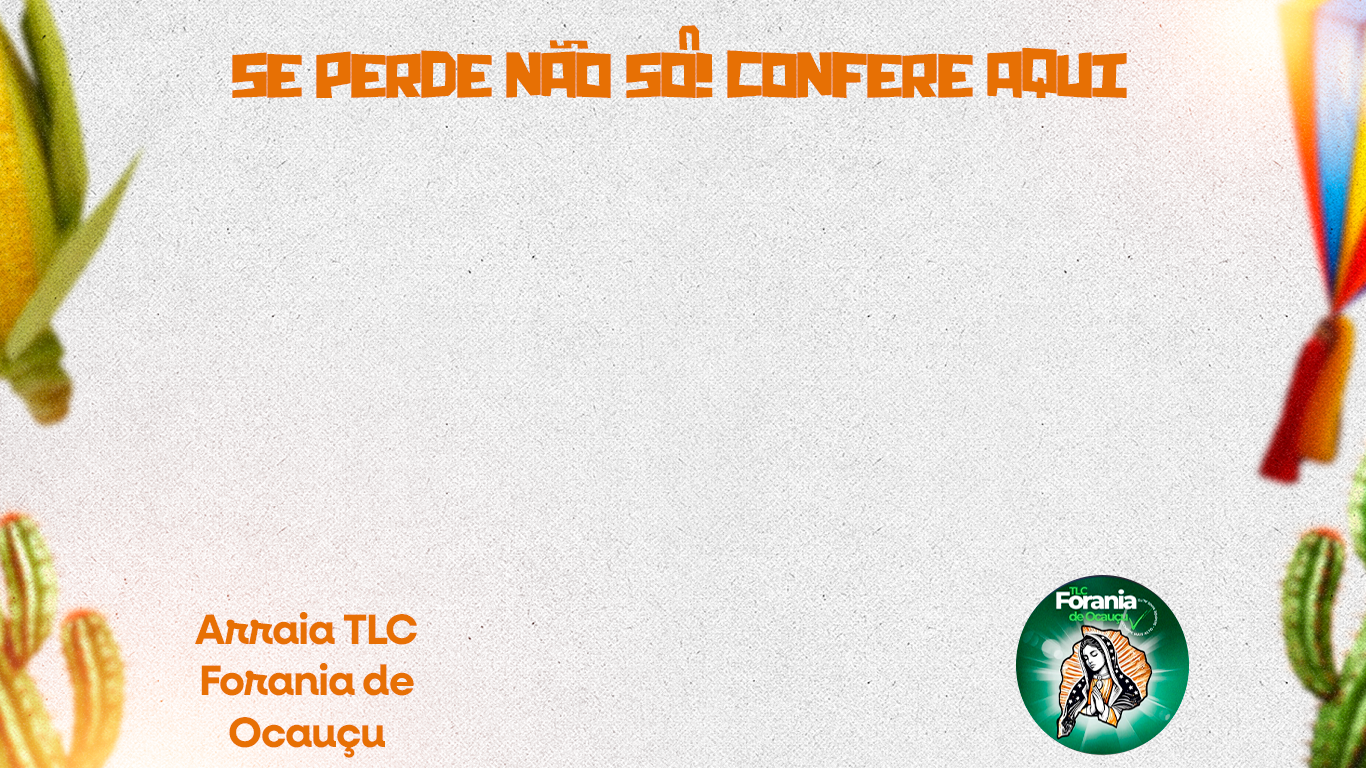 SE PERDE NÃO SÔ! CONFERE AQUI
Arraia TLC
Forania de
Ocauçu
TLC
Forania
de Ocauçu